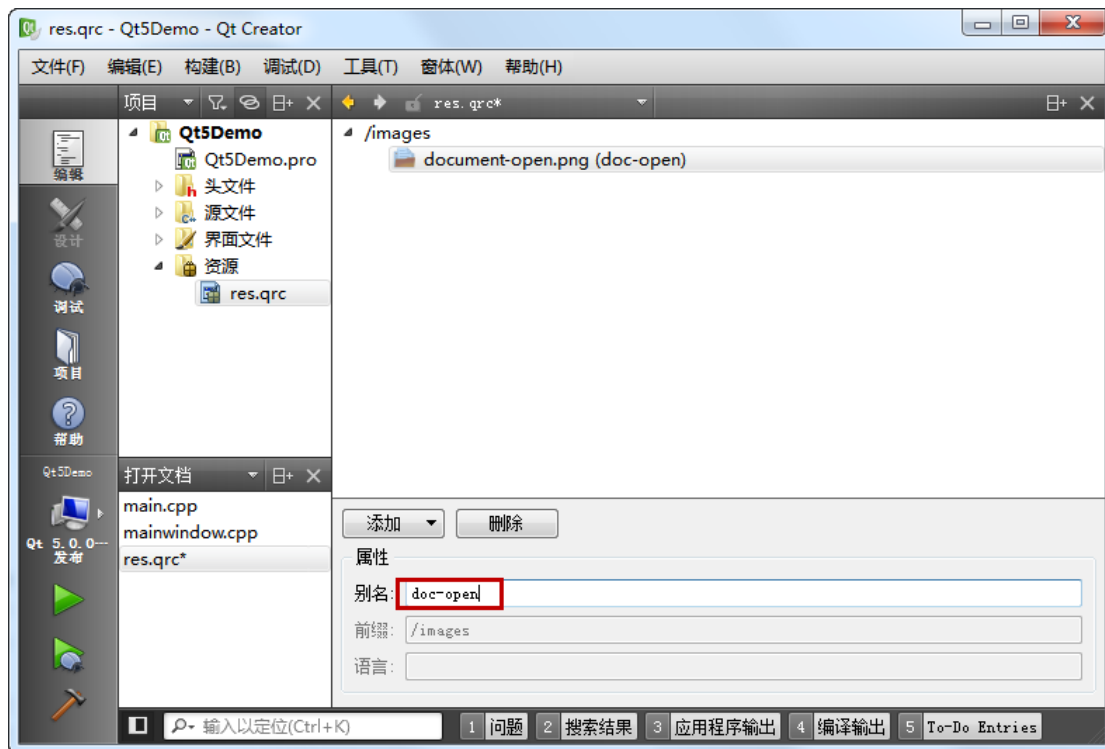 res.qrc - Qt5Demo - Qt Creator
文件(F) 编辑(E) 构建(B) 调试(D) 工具(T) 窗体(W) 帮助(H)
项目
res.qrc*
编辑
设计
调试
项目
帮助
Qt5Demo
Qt 5.0.0---
发布
Qt5Demo
Qt5Demo.pro
头文件
源文件
界面文件
资源
res.qrc
打开文档
main.cpp
mainwindow.cpp
res.qrc*
/images
document-open.png (doc-open)
添加 删除
属性
别名: doc-open
前缀: /images
语言:
输入以定位(Ctrl+K) 1 问题 2 搜索结果 3 应用程序输出 4 编译输出 5 To-Do Entries